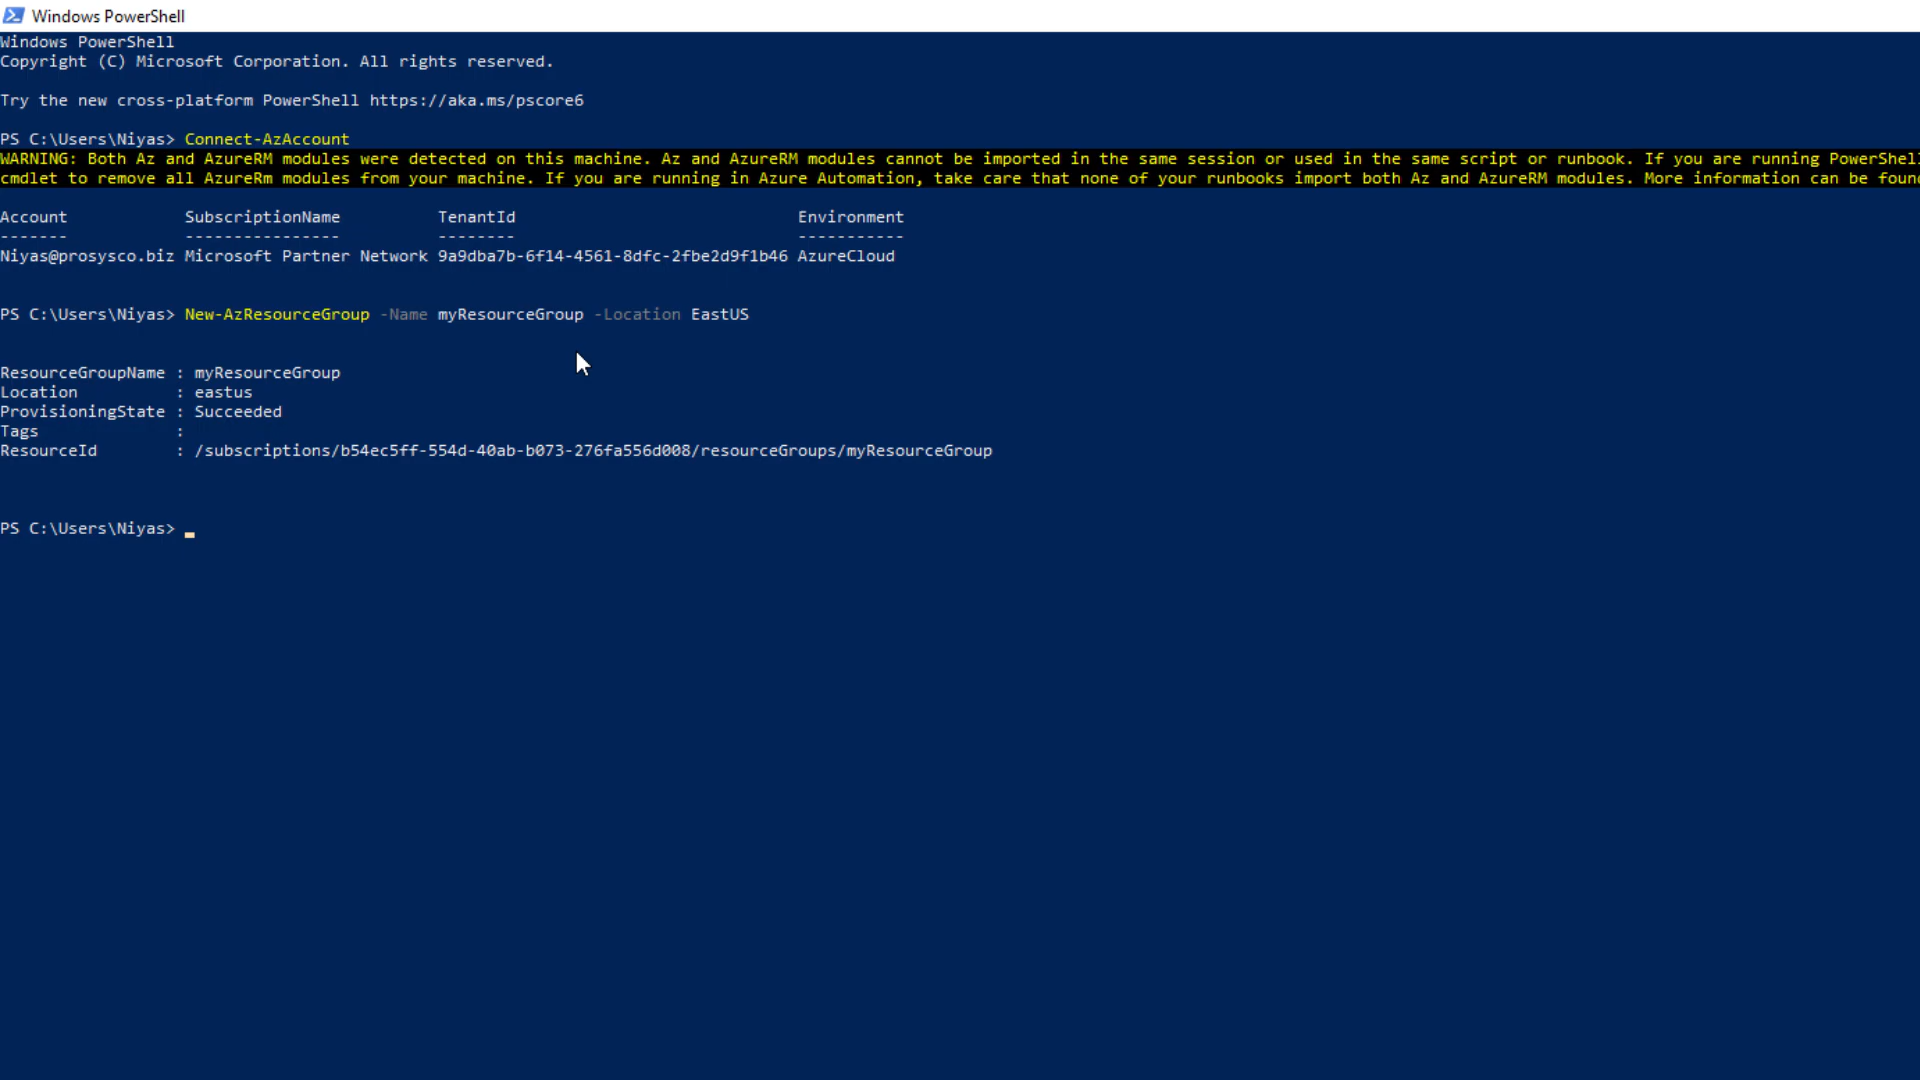 Windows PowerShell
Windows PowerShell
Copyright (C) Microsoft Corporation. All rights reserved.
Try the new cross-platform PowerShell https://aka.ms/pscore6
PS C:\Users\Niyas> Connect-AzAccount
WARNING: Both Az and AzureRM modules were detected on this machine. Az and AzureRM modules cannot be imported in the same session or used in the same script or runbook. If you are running PowerShell
cmdlet to remove all AzureRm modules from your machine. If you are running in Azure Automation, take care that none of your runbooks import both Az and AzureRM modules. More information can be foun
Account SubscriptionName TenantId Environment
------- ---------------- -------- -----------
Niyas@prosysco.biz Microsoft Partner Network 9a9dba7b-6f14-4561-8dfc-2fbe2d9f1b46 AzureCloud
PS C:\Users\Niyas> New-AzResourceGroup -Name myResourceGroup -Location EastUS
ResourceGroupName : myResourceGroup
Location : eastus
ProvisioningState : Succeeded
Tags :
ResourceId : /subscriptions/b54ec5ff-554d-40ab-b073-276fa556d008/resourceGroups/myResourceGroup
PS C:\Users\Niyas>